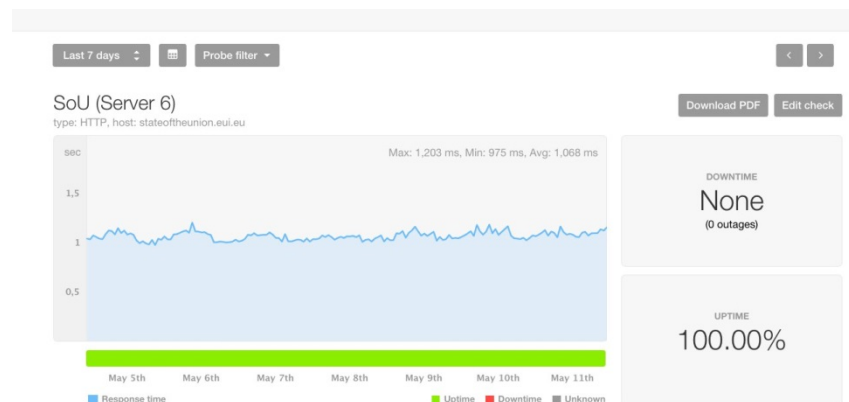 Last 7 days
Probe filter
SoU (Server 6)
type: HTTP, host: stateoftheunion.eui.eu
Download PDF
Edit check
sec
Max: 1,203 ms, Min: 975 ms, Avg: 1,068 ms
1,5
1
0,5
May 5th May 6th May 7th May 8th May 9th May 10th May 11th
Response time
Uptime Downtime Unknown
DOWNTIME
None
(0 outages)
UPTIME
100.00%